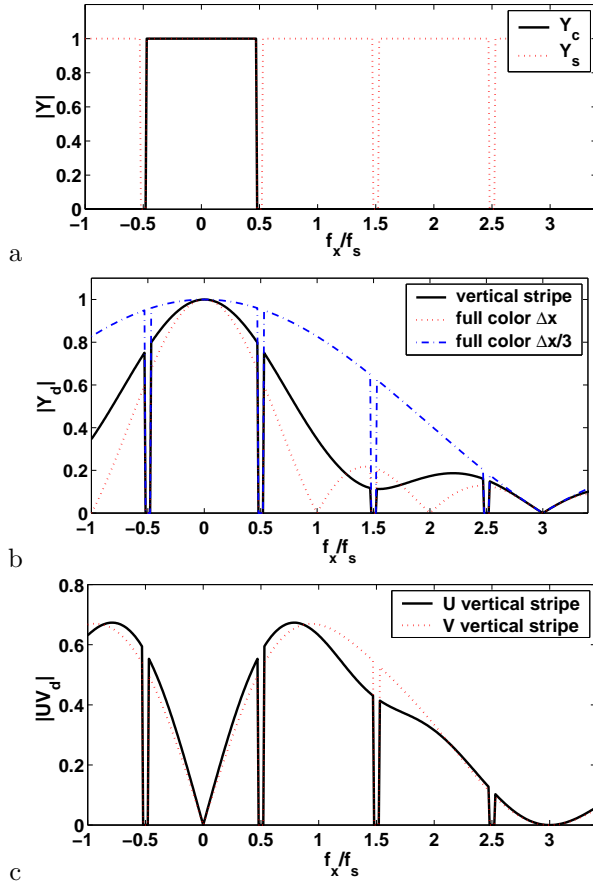 1
0.8
0.6
0.4
0.2
0
|Y|
Y_c
Y_s
−1 −0.5 0 0.5 1 1.5 2 2.5 3
f_x/f_s
a
1
0.8
0.6
0.4
0.2
0
|Y_d|
vertical stripe
full color Δx
full color Δx/3
−1 −0.5 0 0.5 1 1.5 2 2.5 3
f_x/f_s
b
0.8
0.6
0.4
0.2
0
|UV_d|
U vertical stripe
V vertical stripe
−1 −0.5 0 0.5 1 1.5 2 2.5 3
f_x/f_s
c